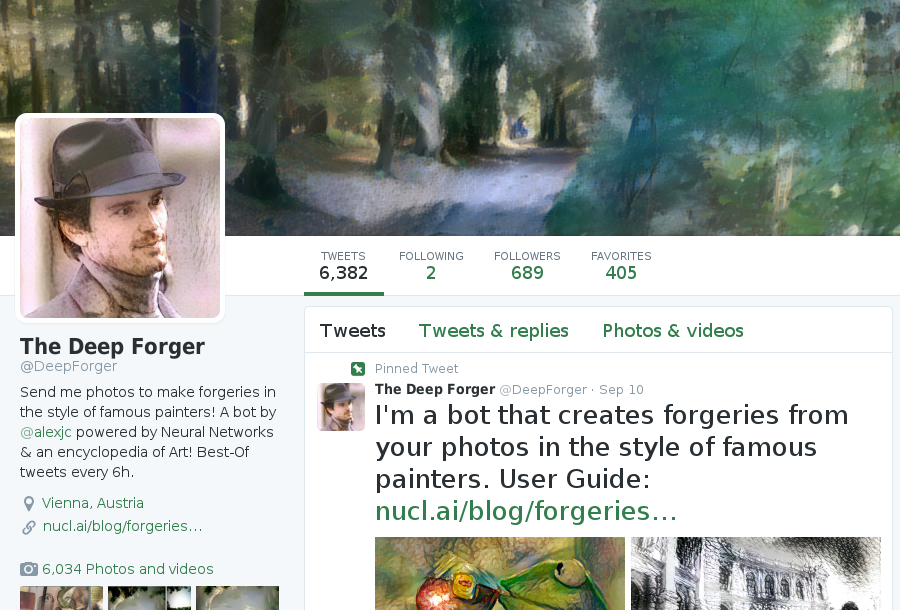 TWEETS
6,382
FOLLOWING
2
FOLLOWERS
689
FAVORITES
405
The Deep Forger
@DeepForger
Send me photos to make forgeries in
the style of famous painters! A bot by
@alexjc powered by Neural Networks
& an encyclopedia of Art! Best-Of
tweets every 6h.
Vienna, Austria
nucl.ai/blog/forgeries…
6,034 Photos and videos
Tweets
Tweets & replies
Photos & videos
Pinned Tweet
The Deep Forger @DeepForger · Sep 10
I'm a bot that creates forgeries from
your photos in the style of famous
painters. User Guide:
nucl.ai/blog/forgeries…